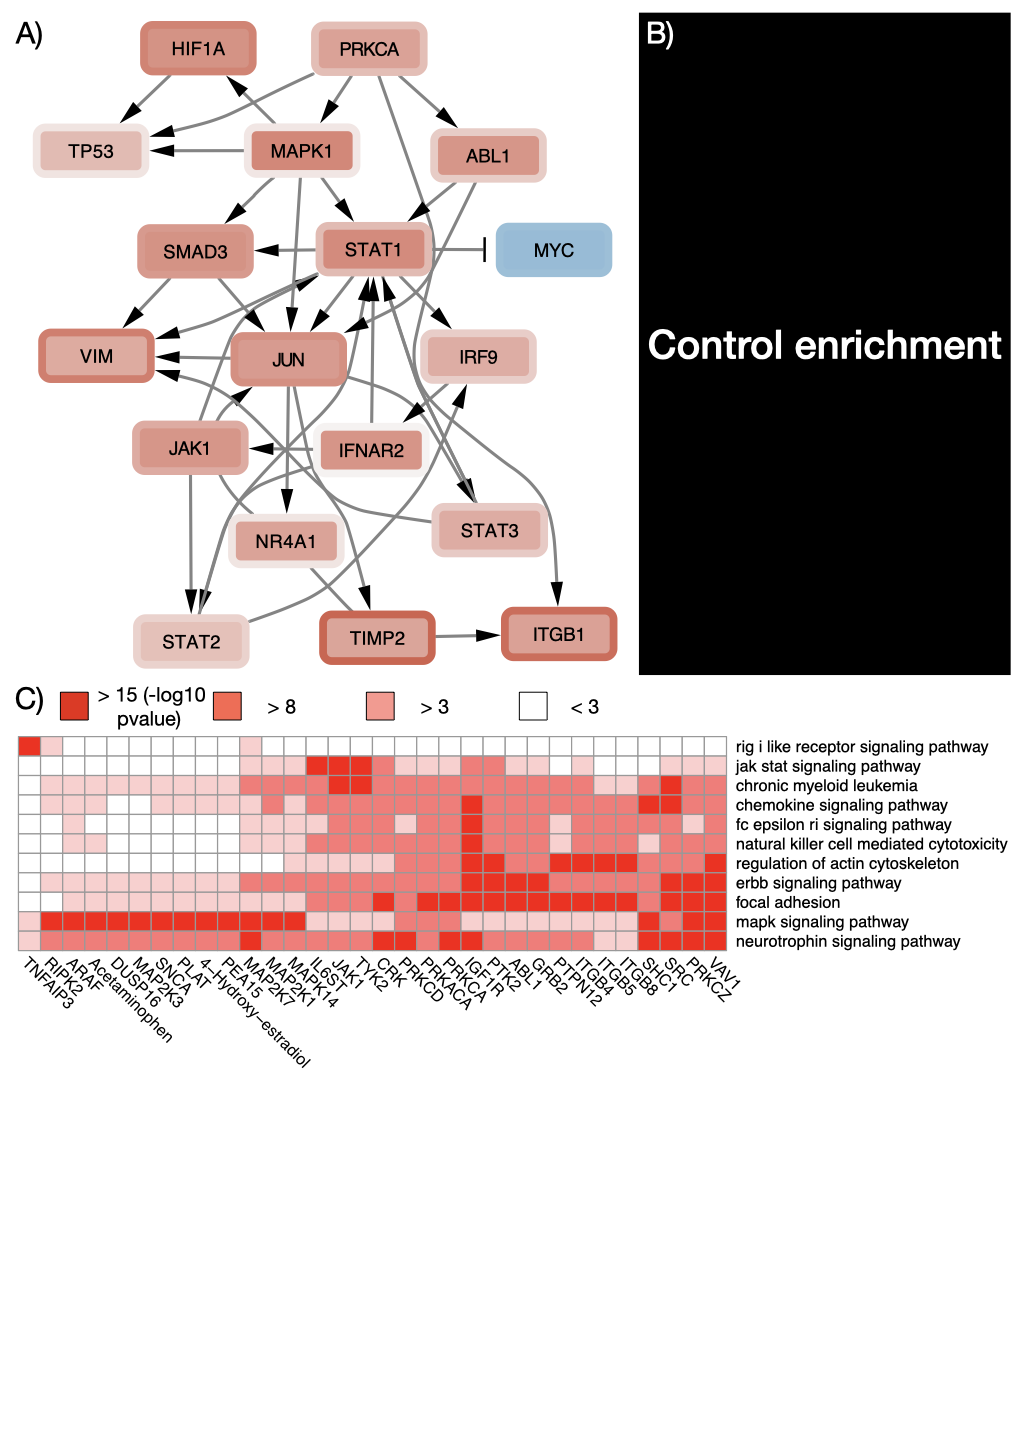 A)
B)
HIF1A
PRKCA
TP53
MAPK1
ABL1
SMAD3
STAT1
MYC
VIM
JUN
IRF9
Control enrichment
JAK1
IFNAR2
NR4A1
STAT3
STAT2
TIMP2
ITGB1
C)
> 15 (-log10
pvalue)
> 8
> 3
< 3
rig i like receptor signaling pathway
jak stat signaling pathway
chronic myeloid leukemia
chemokine signaling pathway
fc epsilon ri signaling pathway
natural killer cell mediated cytotoxicity
regulation of actin cytoskeleton
erbb signaling pathway
focal adhesion
mapk signaling pathway
neurotrophin signaling pathway
TNFAIP3
RIPK2
ARAF
Acetaminophen
DUSP16
MAP2K3
SNCA
PLAT
4−Hydroxy−estradiol
PEA15
MAP2K7
MAP2K1
MAPK14
IL6ST
JAK1
TYK2
CRK
PRKCD
PRKACA
PRKCA
IGF1R
PTK2
ABL1
GRB2
PTPN12
ITGB4
ITGB5
ITGB8
SHC1
SRC
PRKCZ
VAV1